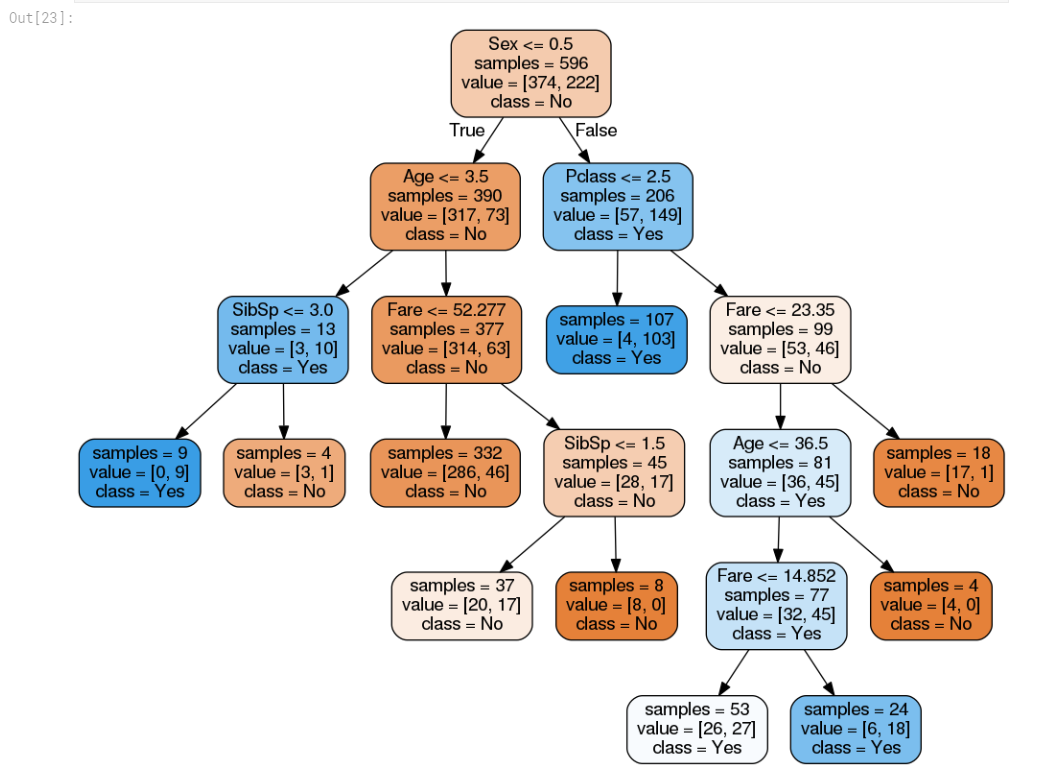 Out[23]:
Sex <= 0.5
samples = 596
value = [374, 222]
class = No
True
False
Age <= 3.5
samples = 390
value = [317, 73]
class = No
Pclass <= 2.5
samples = 206
value = [57, 149]
class = Yes
SibSp <= 3.0
samples = 13
value = [3, 10]
class = Yes
Fare <= 52.277
samples = 377
value = [314, 63]
class = No
samples = 107
value = [4, 103]
class = Yes
Fare <= 23.35
samples = 99
value = [53, 46]
class = No
samples = 9
value = [0, 9]
class = Yes
samples = 4
value = [3, 1]
class = No
samples = 332
value = [286, 46]
class = No
SibSp <= 1.5
samples = 45
value = [28, 17]
class = No
Age <= 36.5
samples = 81
value = [36, 45]
class = Yes
samples = 18
value = [17, 1]
class = No
samples = 37
value = [20, 17]
class = No
samples = 8
value = [8, 0]
class = No
Fare <= 14.852
samples = 77
value = [32, 45]
class = Yes
samples = 4
value = [4, 0]
class = No
samples = 53
value = [26, 27]
class = Yes
samples = 24
value = [6, 18]
class = Yes